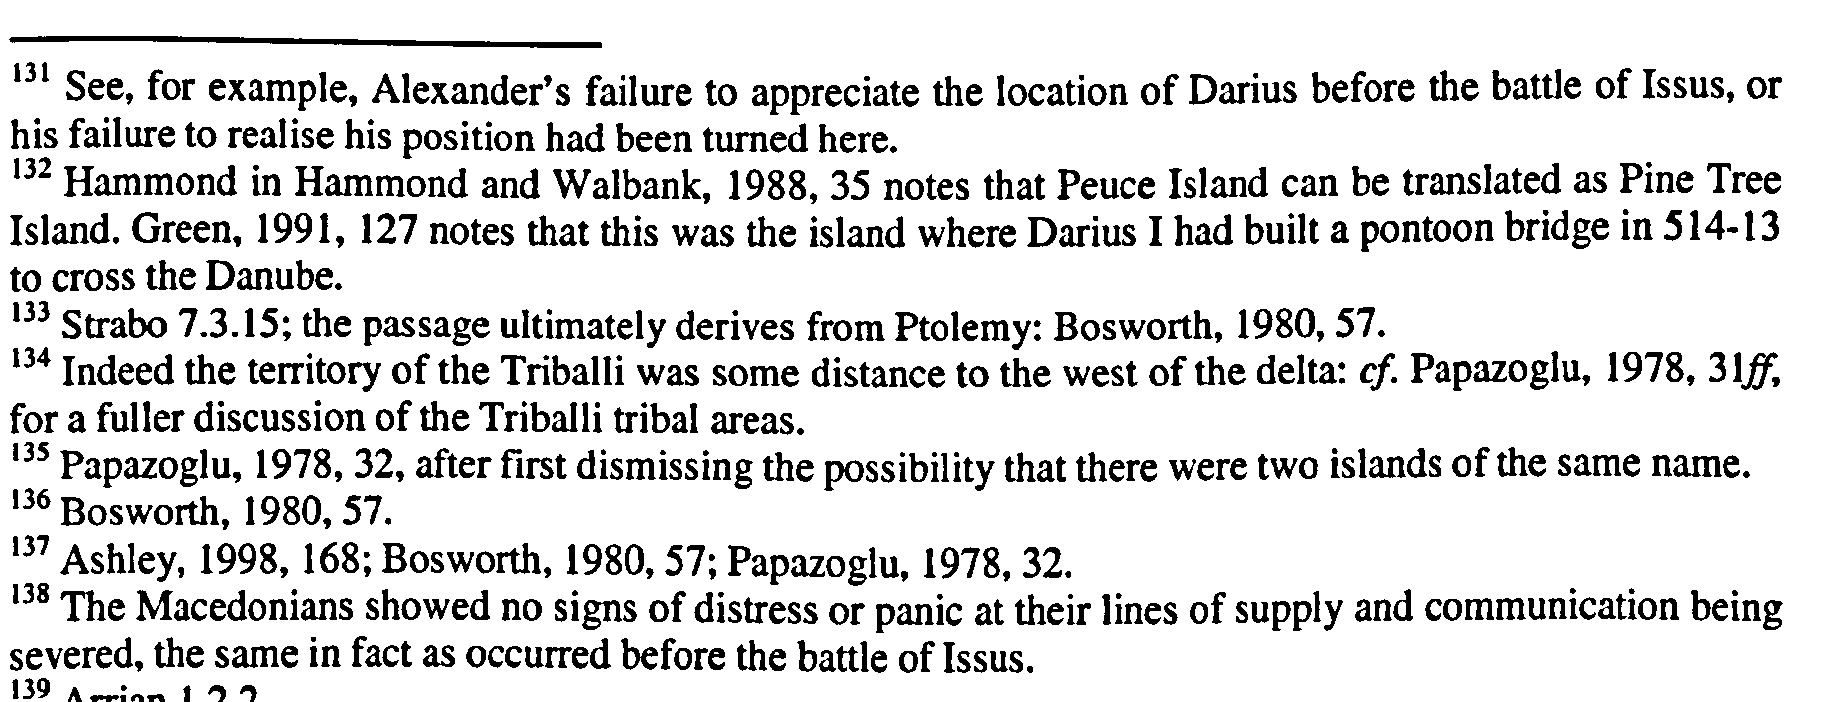 131 See, for example, Alexander's failure to appreciate the location of Darius before the battle of Issus, or
his failure to realise his position had been turned here.
132 Hammond in Hammond and Walbank, 1988, 35 notes that Peuce Island can be translated as Pine Tree
Island. Green, 1991, 127 notes that this was the island where Darius I had built a pontoon bridge in 514-13
to cross the Danube.
133 Strabo 7.3.15; the passage ultimately derives from Ptolemy: Bosworth, 1980, 57.
134 Indeed the territory of the Triballi was some distance to the west of the delta: cf. Papazoglu, 1978, 31ff,
for a fuller discussion of the Triballi tribal areas.
135 Papazoglu, 1978, 32, after first dismissing the possibility that there were two islands of the same name.
136 Bosworth, 1980, 57.
137 Ashley, 1998, 168; Bosworth, 1980, 57; Papazoglu, 1978, 32.
138 The Macedonians showed no signs of distress or panic at their lines of supply and communication being
severed, the same in fact as occurred before the battle of Issus.
139 Arrian